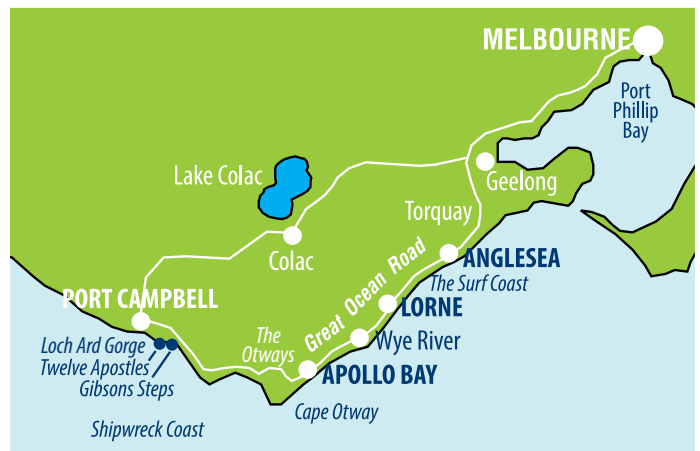 MELBOURNE
Port
Phillip
Bay
Lake Colac
Geelong
Torquay
Colac
ANGLESEA
The Surf Coast
Great Ocean Road
PORT CAMPBELL
LORNE
The
Otways
Wye River
Loch Ard Gorge
Twelve Apostles
Gibsons Steps
APOLLO BAY
Cape Otway
Shipwreck Coast